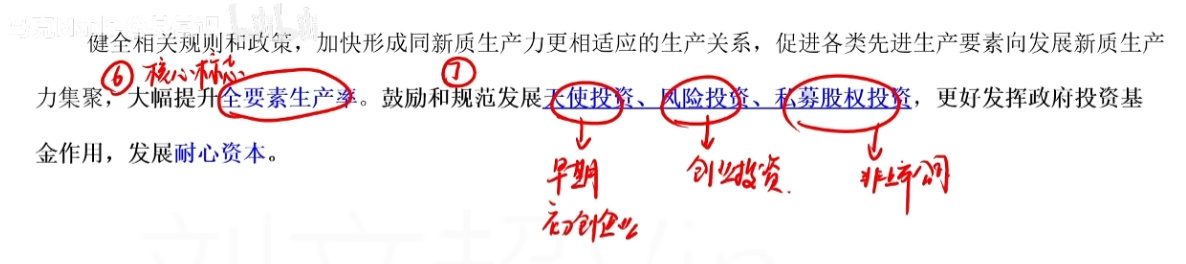 健全相关规则和政策，加快形成同新质生产力更相适应的生产关系，促进各类先进生产要素向发展新质生产
⑥ 核心标志
⑦
力集聚，大幅提升全要素生产率。鼓励和规范发展天使投资、风险投资、私募股权投资，更好发挥政府投资基
金作用，发展耐心资本。
早期
初创企业
创业投资
非上市公司